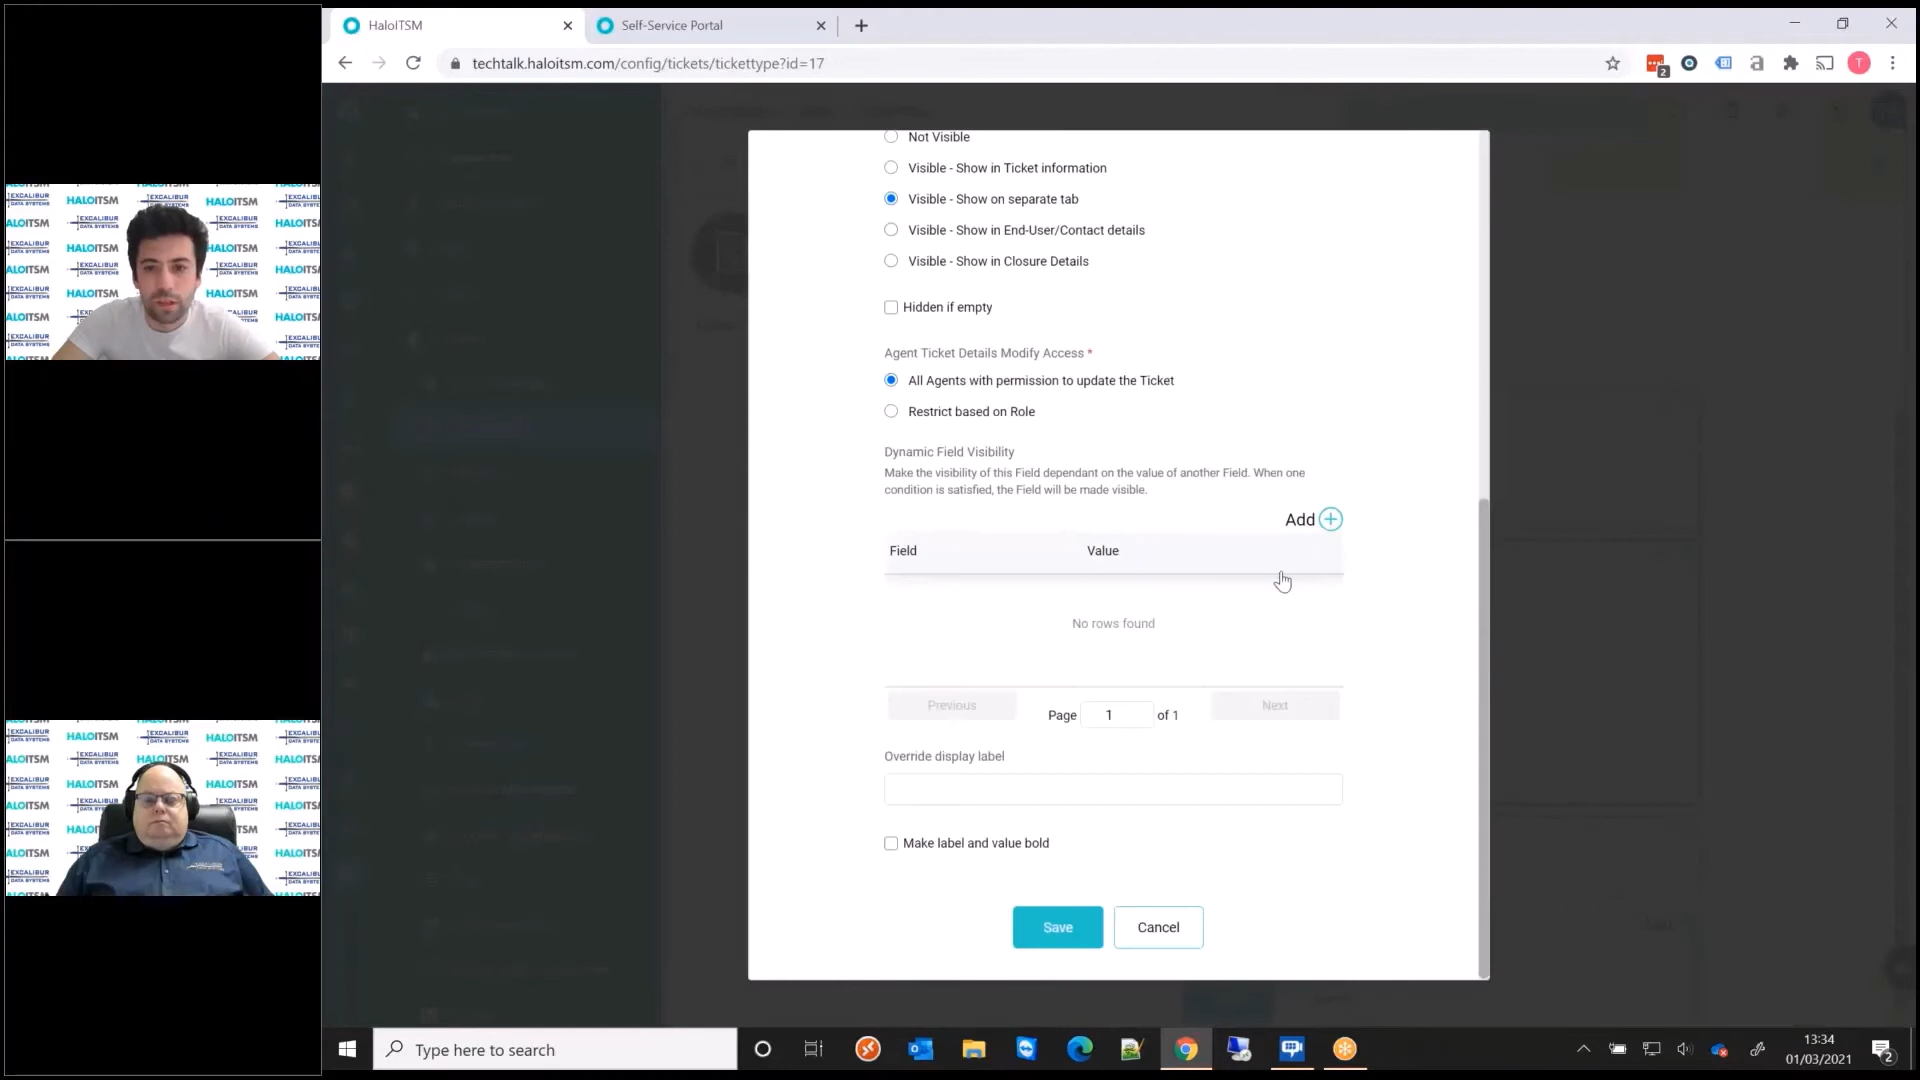 HaloITSM
Self-Service Portal
techtalk.haloitsm.com/config/tickets/tickettype?id=17
2
T
Not Visible
Visible - Show in Ticket information
Visible - Show on separate tab
Visible - Show in End-User/Contact details
Visible - Show in Closure Details
Hidden if empty
Agent Ticket Details Modify Access *
All Agents with permission to update the Ticket
Restrict based on Role
Dynamic Field Visibility
Make the visibility of this Field dependant on the value of another Field. When one
condition is satisfied, the Field will be made visible.
Add
Field Value
No rows found
Previous Page 1 of 1 Next
Override display label
Make label and value bold
Save Cancel
HALOITSM
EXCALIBUR
DATA SYSTEMS
HALOITSM
EXCALIBUR
DATA SYSTEMS
Type here to search
13:34
01/03/2021
2